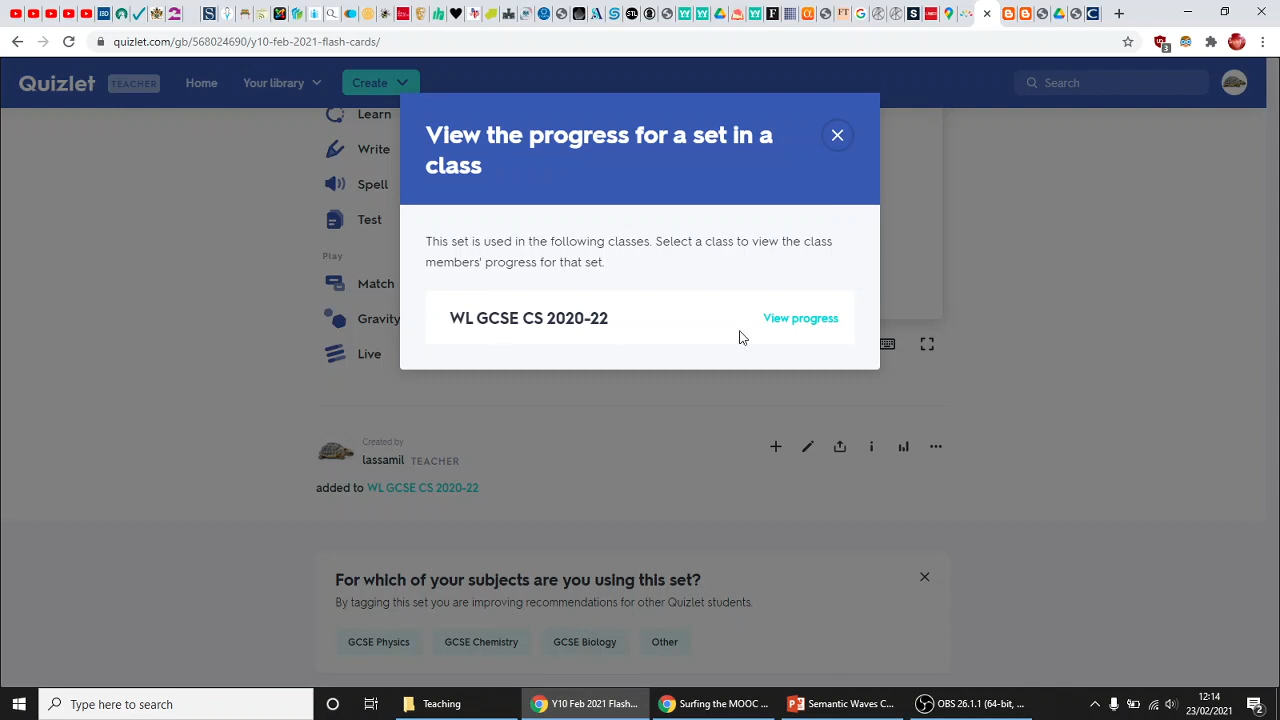 quizlet.com/gb/568024690/y10-feb-2021-flash-cards/
3
Quizlet TEACHER Home Your library Create Search
View the progress for a set in a
class
This set is used in the following classes. Select a class to view the class
members' progress for that set.
WL GCSE CS 2020-22 View progress
Learn
Write
Spell
Test
Play
Match
Gravity
Live
Created by
lassamil TEACHER
added to WL GCSE CS 2020-22
For which of your subjects are you using this set?
By tagging this set you are improving recommendations for other Quizlet students.
GCSE Physics GCSE Chemistry GCSE Biology Other
Type here to search
Teaching
Y10 Feb 2021 Flash...
Surfing the MOOC ...
Semantic Waves C...
OBS 26.1.1 (64-bit, ...
12:14
23/02/2021
2